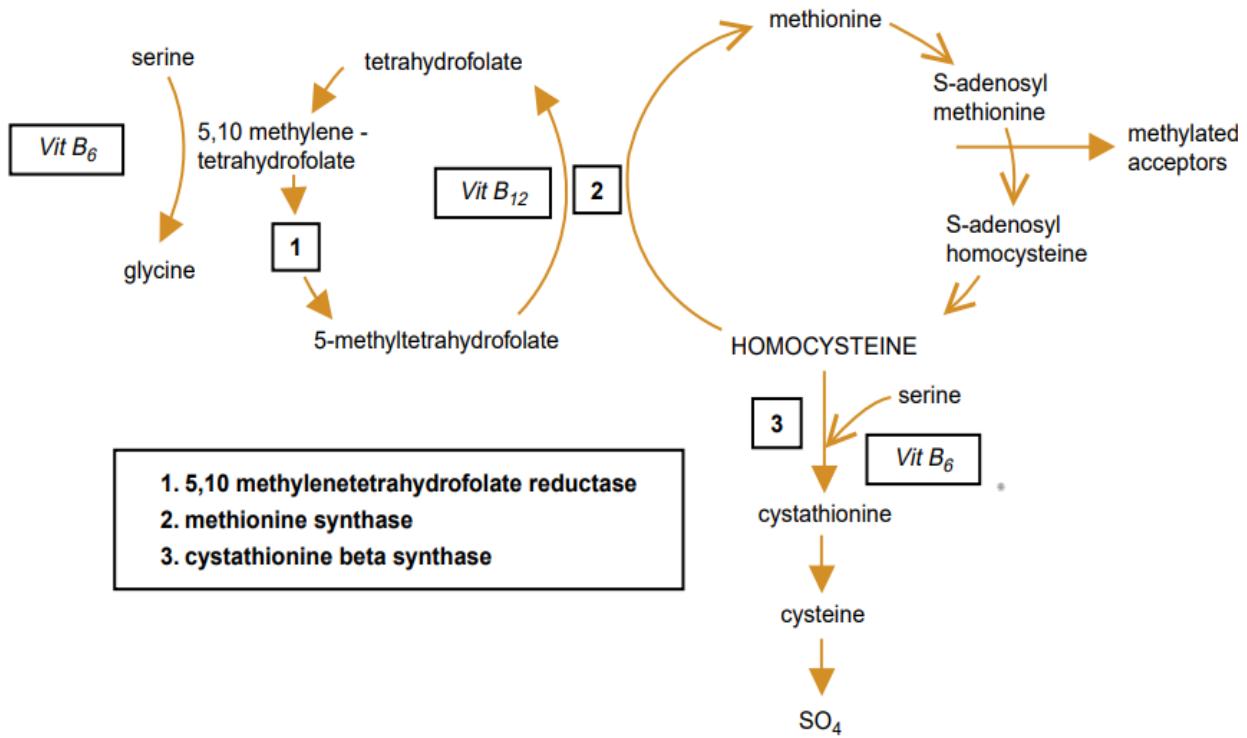 methionine
serine
tetrahydrofolate
S-adenosyl
methionine
Vit B6
5,10 methylene -
tetrahydrofolate
methylated
acceptors
Vit B12
2
1
S-adenosyl
homocysteine
glycine
5-methyltetrahydrofolate
HOMOCYSTEINE
3
serine
Vit B6
1. 5,10 methylenetetrahydrofolate reductase
2. methionine synthase
3. cystathionine beta synthase
cystathionine
cysteine
SO4